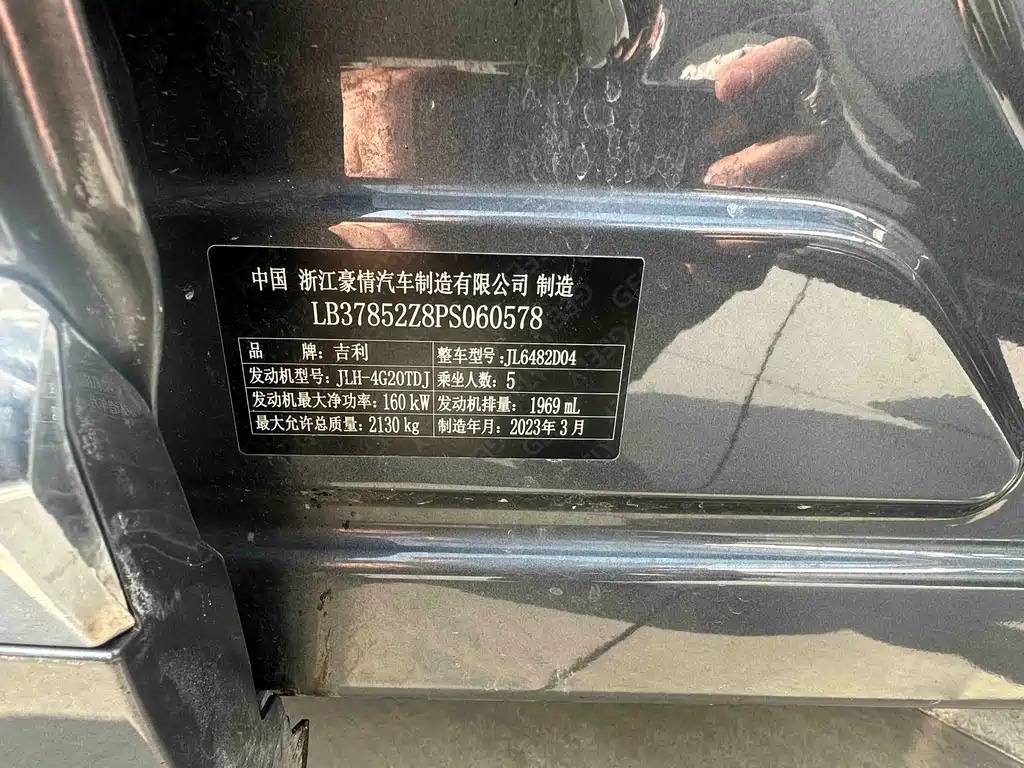 中国 浙江豪情汽车制造有限公司 制造
LB37852Z8PS060578
品 牌：吉利 整车型号：JL6482D04
发动机型号：JLH-4G20TDJ 乘坐人数：5
发动机最大净功率：160 kW 发动机排量：1969 mL
最大允许总质量：2130 kg 制造年月：2023年3月